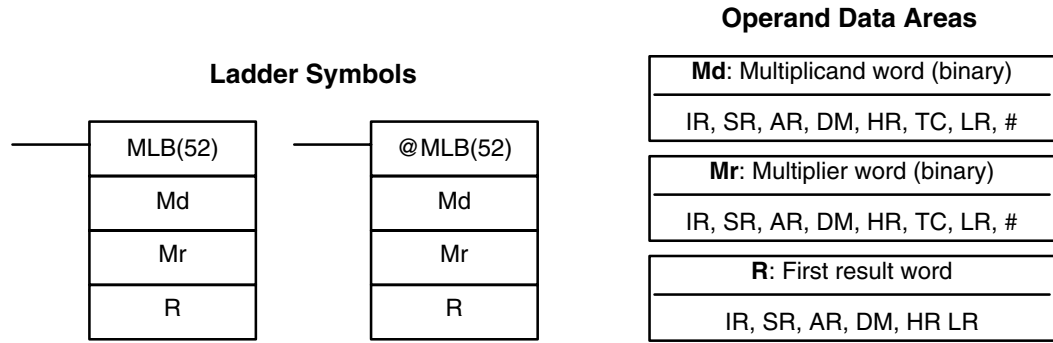 Ladder Symbols
MLB(52)
Md
Mr
R
@MLB(52)
Md
Mr
R
Operand Data Areas
Md: Multiplicand word (binary)
IR, SR, AR, DM, HR, TC, LR, #
Mr: Multiplier word (binary)
IR, SR, AR, DM, HR, TC, LR, #
R: First result word
IR, SR, AR, DM, HR LR